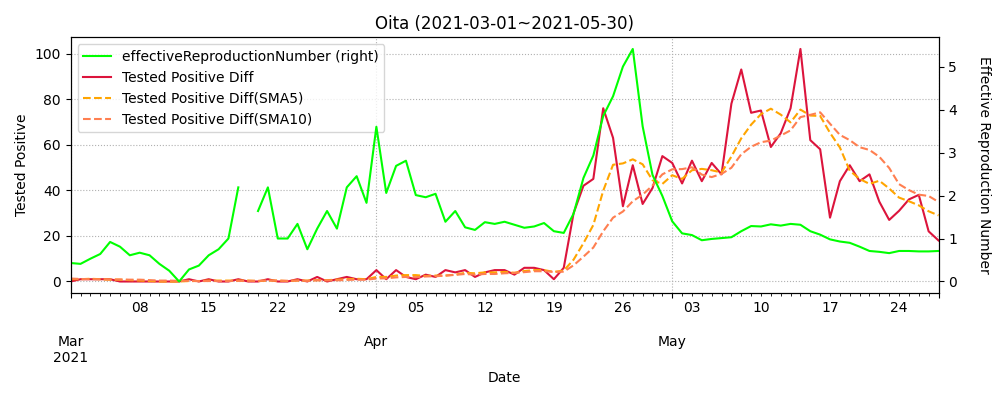 Oita (2021-03-01~2021-05-30)
effectiveReproductionNumber (right)
Tested Positive Diff
Tested Positive Diff(SMA5)
Tested Positive Diff(SMA10)
Tested Positive
100
80
60
40
20
0
Effective Reproduction Number
5
4
3
2
1
0
08 15 22 29 05 12 19 26 03 10 17 24
Mar Apr May
2021
Date